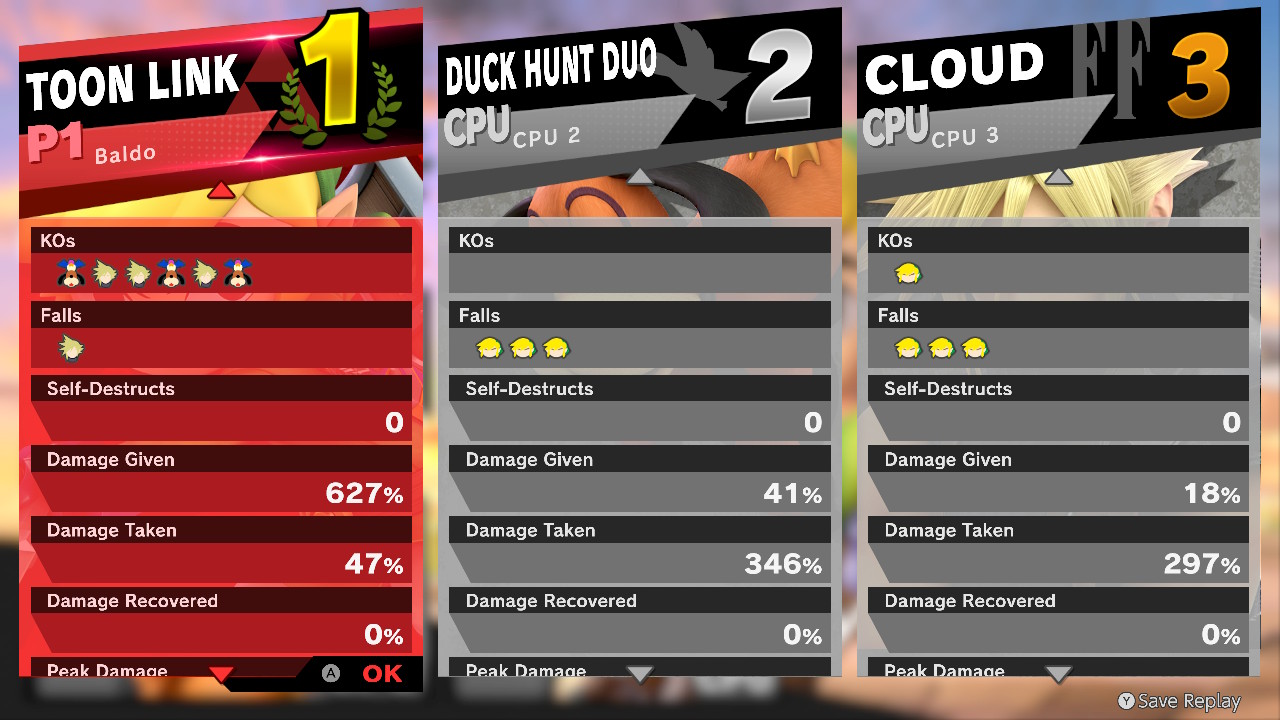 TOON LINK
1
P1 Baldo
KOs
Falls
Self-Destructs
0
Damage Given
627%
Damage Taken
47%
Damage Recovered
0%
Peak Damage
A OK
DUCK HUNT DUO
2
CPU CPU 2
KOs
Falls
Self-Destructs
0
Damage Given
41%
Damage Taken
346%
Damage Recovered
0%
Peak Damage
CLOUD
FF
3
CPU CPU 3
KOs
Falls
Self-Destructs
0
Damage Given
18%
Damage Taken
297%
Damage Recovered
0%
Peak Damage
Y Save Replay